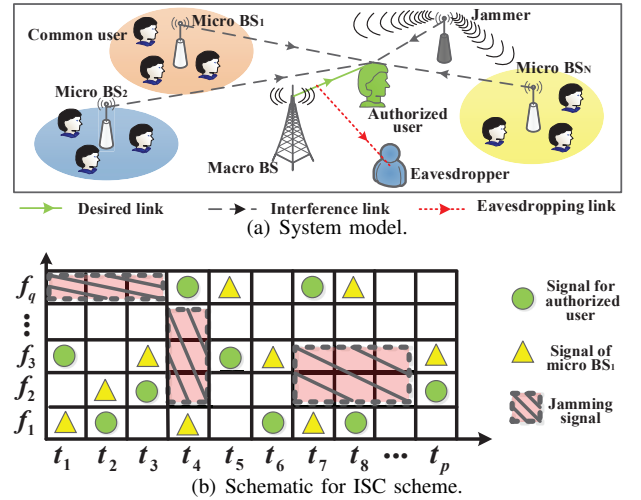 Micro BS₁
Common user
Jammer
Micro BS₂
Micro BSN
Authorized
user
Macro BS
Eavesdropper
Desired link
Interference link
Eavesdropping link
(a) System model.
fq
⋮
f3
f2
f1
t1 t2 t3 t4 t5 t6 t7 t8 ••• tp
Signal for
authorized
user
Signal of
micro BS₁
Jamming
signal
(b) Schematic for ISC scheme.